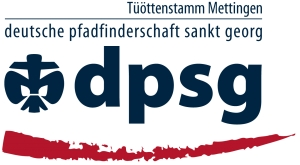 Tüöttenstamm Mettingen
deutsche pfadfinderschaft sankt georg
dpsg